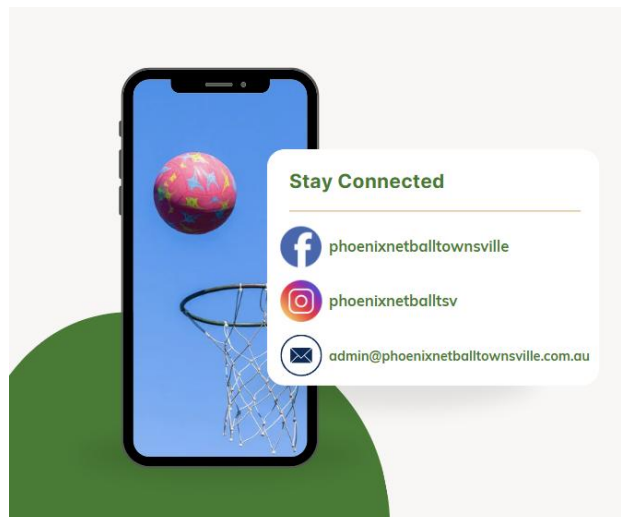 Stay Connected
phoenixnetballtownsville
phoenixnetballtsv
admin@phoenixnetballtownsville.com.au